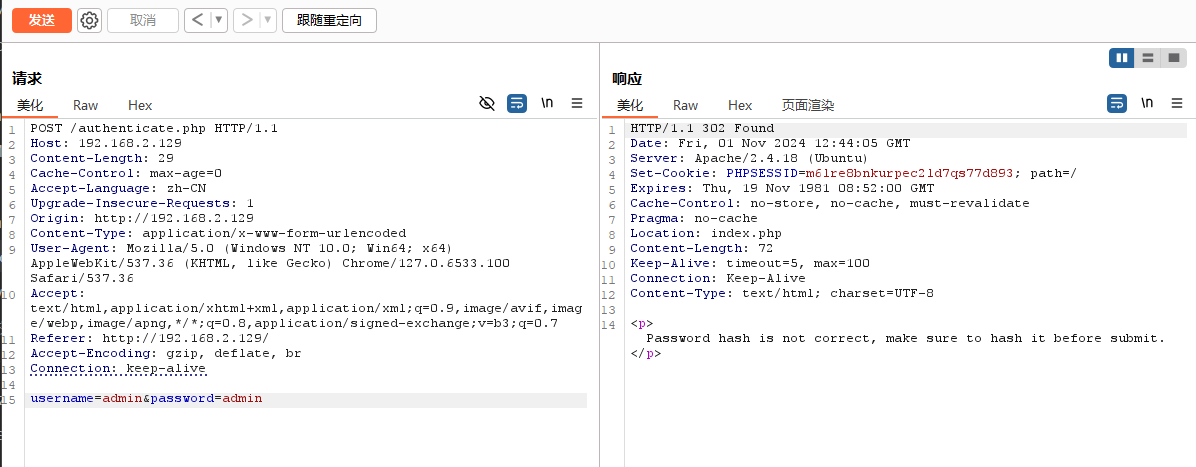 发送 取消 < ▼ > ▼ 跟随重定向
请求
美化 Raw Hex \n
1 POST /authenticate.php HTTP/1.1
2 Host: 192.168.2.129
3 Content-Length: 29
4 Cache-Control: max-age=0
5 Accept-Language: zh-CN
6 Upgrade-Insecure-Requests: 1
7 Origin: http://192.168.2.129
8 Content-Type: application/x-www-form-urlencoded
9 User-Agent: Mozilla/5.0 (Windows NT 10.0; Win64; x64)
AppleWebKit/537.36 (KHTML, like Gecko) Chrome/127.0.6533.100
Safari/537.36
10 Accept:
text/html,application/xhtml+xml,application/xml;q=0.9,image/avif,imag
e/webp,image/apng,*/*;q=0.8,application/signed-exchange;v=b3;q=0.7
11 Referer: http://192.168.2.129/
12 Accept-Encoding: gzip, deflate, br
13 Connection: keep-alive
14
15 username=admin&password=admin
响应
美化 Raw Hex 页面渲染 \n
1 HTTP/1.1 302 Found
2 Date: Fri, 01 Nov 2024 12:44:05 GMT
3 Server: Apache/2.4.18 (Ubuntu)
4 Set-Cookie: PHPSESSID=m6lre8bnkurpec2ld7qs77d893; path=/
5 Expires: Thu, 19 Nov 1981 08:52:00 GMT
6 Cache-Control: no-store, no-cache, must-revalidate
7 Pragma: no-cache
8 Location: index.php
9 Content-Length: 72
10 Keep-Alive: timeout=5, max=100
11 Connection: Keep-Alive
12 Content-Type: text/html; charset=UTF-8
13
14 <p>
Password hash is not correct, make sure to hash it before submit.
</p>